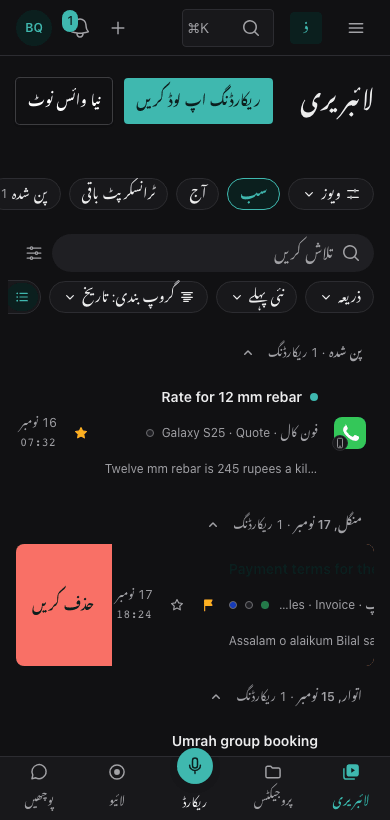 ذ
⌘K
1
BQ
لائبریری
ریکارڈنگ اپ لوڈ کریں
نیا وائس نوٹ
ویوز
سب
آج
ٹرانسکرپٹ باقی
پن شدہ 1
تلاش کریں
ذریعہ
نئی پہلے
گروپ بندی: تاریخ
پن شدہ · 1 ریکارڈنگ
Rate for 12 mm rebar
فون کال · Galaxy S25 · Quote
16 نومبر
07:32
Twelve mm rebar is 245 rupees a kil...
منگل, 17 نومبر · 1 ریکارڈنگ
Payment terms for
...les · Invoice ·
17 نومبر
18:24
حذف کریں
Assalam o alaikum Bilal
اتوار, 15 نومبر · 1 ریکارڈنگ
Umrah group booking
لائبریری
پروجیکٹس
ریکارڈ
لائیو
پوچھیں